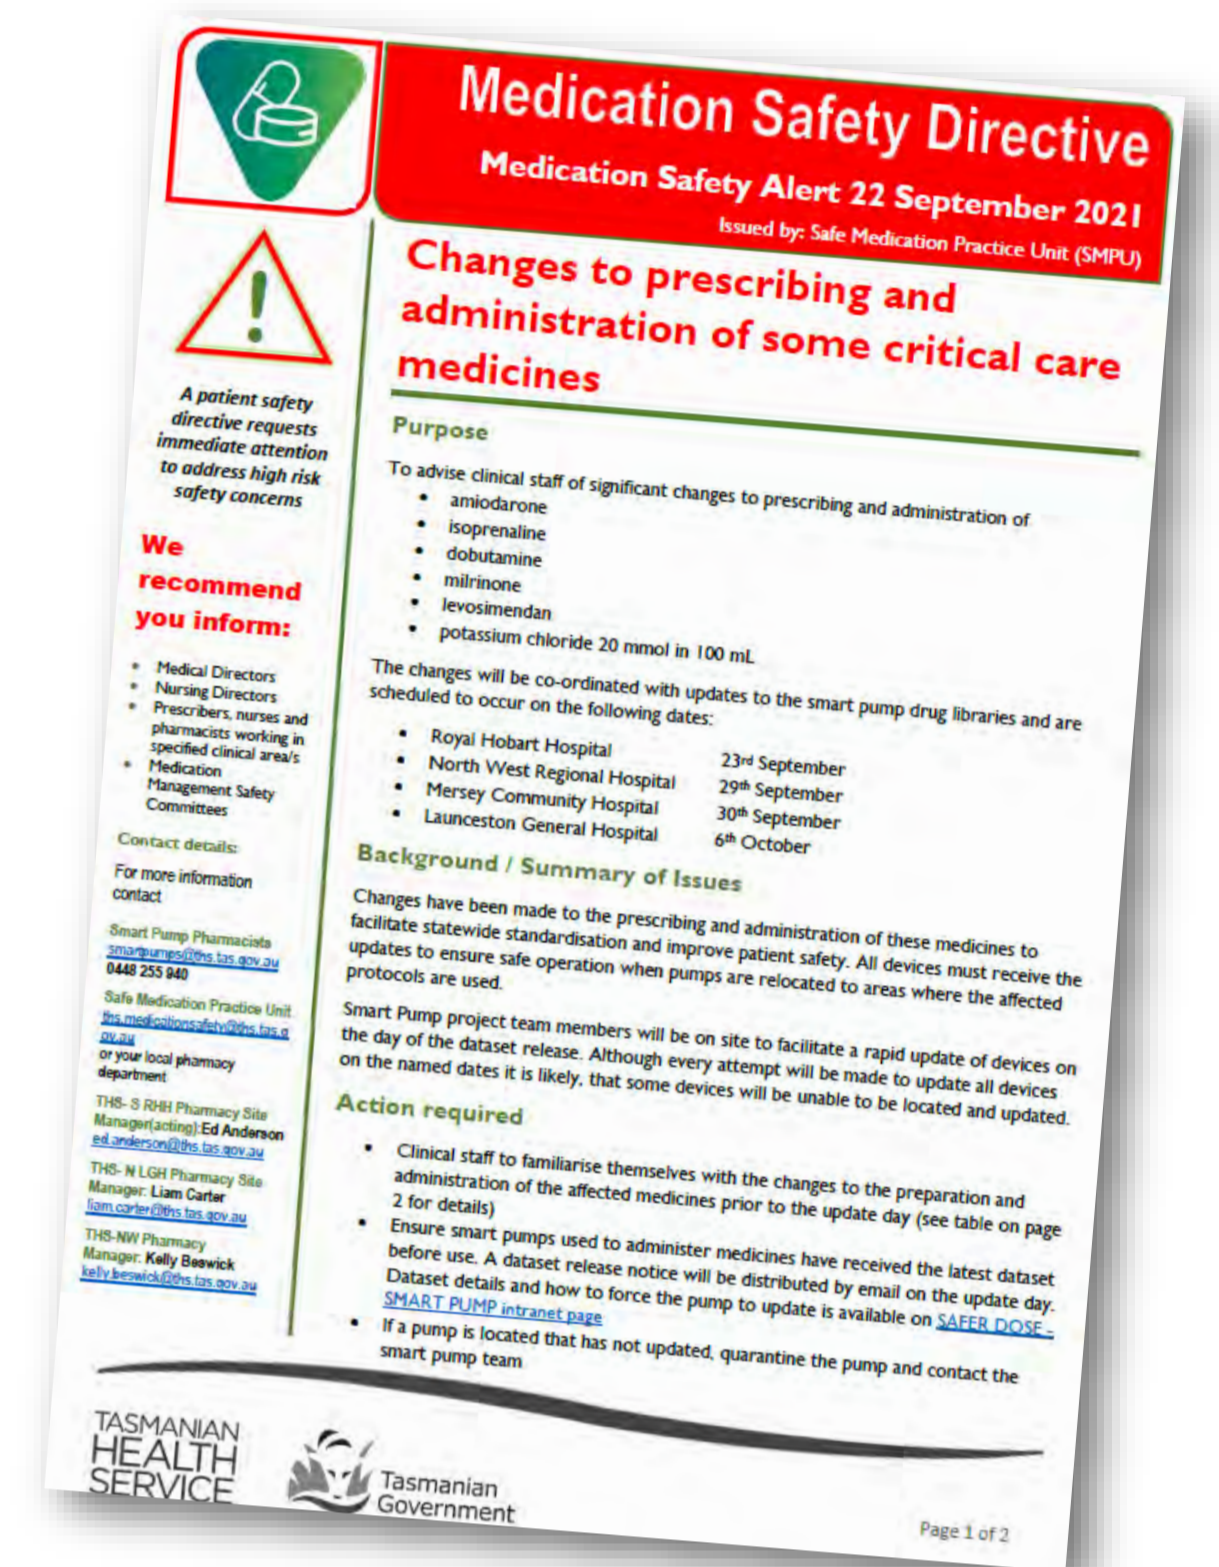 Medication Safety Directive
Medication Safety Alert 22 September 2021
Issued by: Safe Medication Practice Unit (SMPU)
A patient safety
directive requests
immediate attention
to address high risk
safety concerns
We
recommend
you inform:
• Medical Directors
• Nursing Directors
• Prescribers, nurses and
pharmacists working in
specified clinical area/s
• Medication
Management Safety
Committees
Contact details:
For more information
contact
Smart Pump Pharmacists
smartpumps@ths.tas.gov.au
0448 255 940
Safe Medication Practice Unit
ths.medicationsafety@ths.tas.g
ov.au
or your local pharmacy
department
THS- S RHH Pharmacy Site
Manager(acting):Ed Anderson
ed.anderson@ths.tas.gov.au
THS- N LGH Pharmacy Site
Manager: Liam Carter
liam.carter@ths.tas.gov.au
THS-NW Pharmacy
Manager: Kelly Beswick
kelly.beswick@ths.tas.gov.au
Changes to prescribing and
administration of some critical care
medicines
Purpose
To advise clinical staff of significant changes to prescribing and administration of
• amiodarone
• isoprenaline
• dobutamine
• milrinone
• levosimendan
• potassium chloride 20 mmol in 100 mL
The changes will be co-ordinated with updates to the smart pump drug libraries and are
scheduled to occur on the following dates:
• Royal Hobart Hospital 23rd September
• North West Regional Hospital 29th September
• Mersey Community Hospital 30th September
• Launceston General Hospital 6th October
Background / Summary of Issues
Changes have been made to the prescribing and administration of these medicines to
facilitate statewide standardisation and improve patient safety. All devices must receive the
updates to ensure safe operation when pumps are relocated to areas where the affected
protocols are used.
Smart Pump project team members will be on site to facilitate a rapid update of devices on
the day of the dataset release. Although every attempt will be made to update all devices
on the named dates it is likely, that some devices will be unable to be located and updated.
Action required
• Clinical staff to familiarise themselves with the changes to the preparation and
administration of the affected medicines prior to the update day (see table on page
2 for details)
• Ensure smart pumps used to administer medicines have received the latest dataset
before use. A dataset release notice will be distributed by email on the update day.
Dataset details and how to force the pump to update is available on SAFER DOSE -
SMART PUMP intranet page
• If a pump is located that has not updated, quarantine the pump and contact the
smart pump team
TASMANIAN
HEALTH
SERVICE
Tasmanian
Government
Page 1 of 2